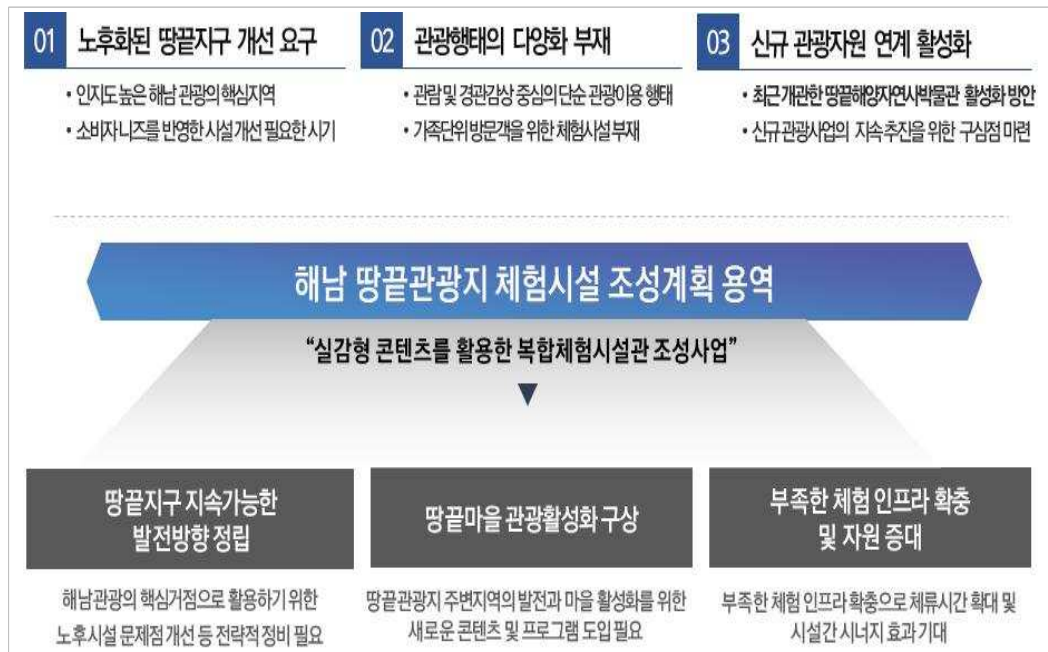 01 노후화된 땅끝지구 개선 요구
• 인지도 높은 해남 관광의 핵심지역
• 소비자 니즈를 반영한 시설 개선 필요한 시기
02 관광행태의 다양화 부재
• 관람 및 경관감상 중심의 단순 관광이용 행태
• 가족단위 방문객을 위한 체험시설 부재
03 신규 관광자원 연계 활성화
• 최근 개관한 땅끝해양자연사박물관 활성화 방안
• 신규 관광사업의 지속 추진을 위한 구심점 마련
해남 땅끝관광지 체험시설 조성계획 용역
“실감형 콘텐츠를 활용한 복합체험시설관 조성사업”
땅끝지구 지속가능한
발전방향 정립
해남관광의 핵심거점으로 활용하기 위한
노후시설 문제점 개선 등 전략적 정비 필요
땅끝마을 관광활성화 구상
땅끝관광지 주변지역의 발전과 마을 활성화를 위한
새로운 콘텐츠 및 프로그램 도입 필요
부족한 체험 인프라 확충
및 자원 증대
부족한 체험 인프라 확충으로 체류시간 확대 및
시설간 시너지 효과 기대